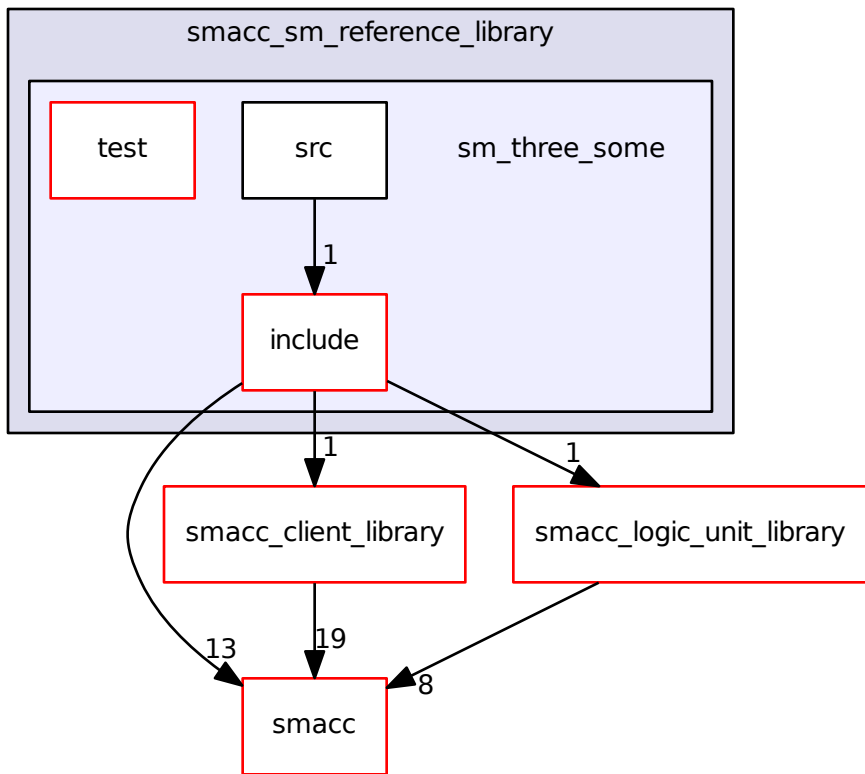 smacc_sm_reference_library
test
src
sm_three_some
1
include
1
1
smacc_client_library
smacc_logic_unit_library
13
19
8
smacc